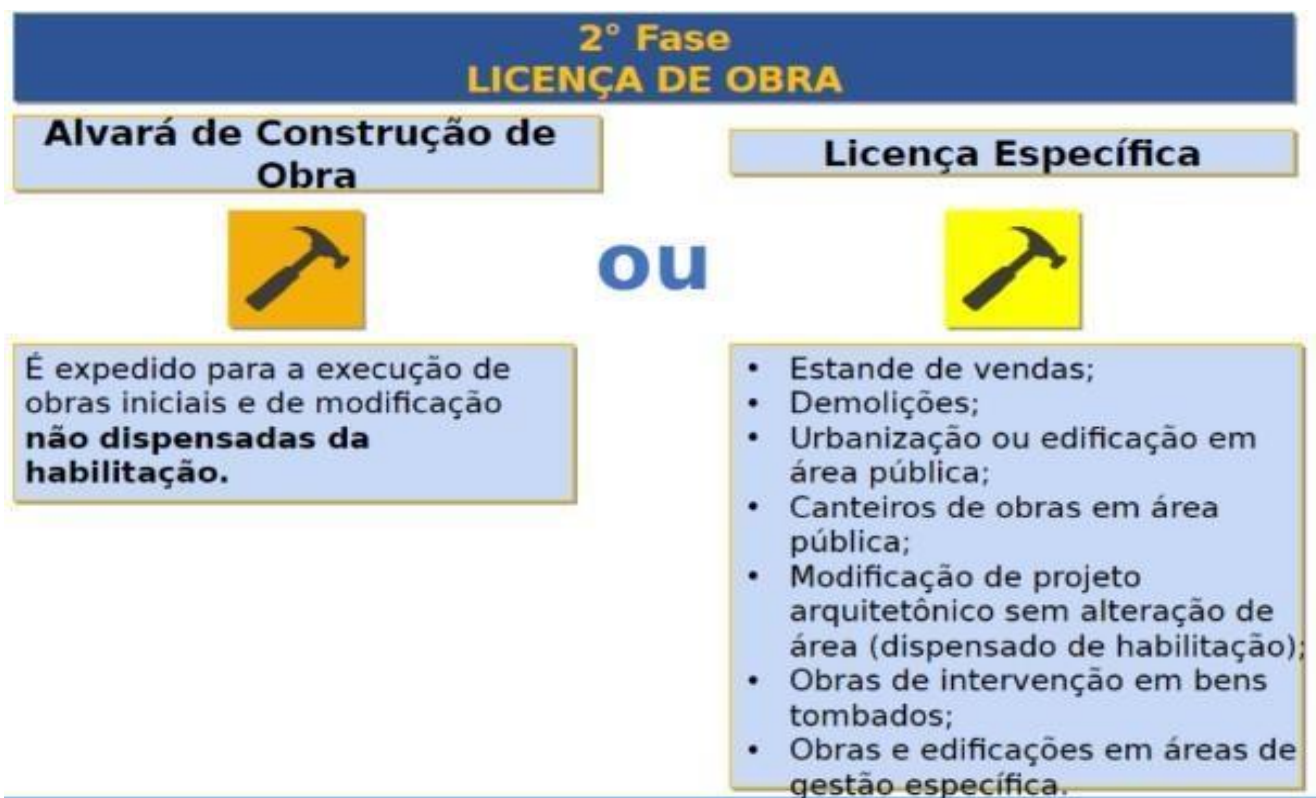 2° Fase
LICENÇA DE OBRA
Alvará de Construção de
Obra
Licença Específica
ou
É expedido para a execução de
obras iniciais e de modificação
não dispensadas da
habilitação.
• Estande de vendas;
• Demolições;
• Urbanização ou edificação em
área pública;
• Canteiros de obras em área
pública;
• Modificação de projeto
arquitetônico sem alteração de
área (dispensado de habilitação);
• Obras de intervenção em bens
tombados;
• Obras e edificações em áreas de
gestão específica.